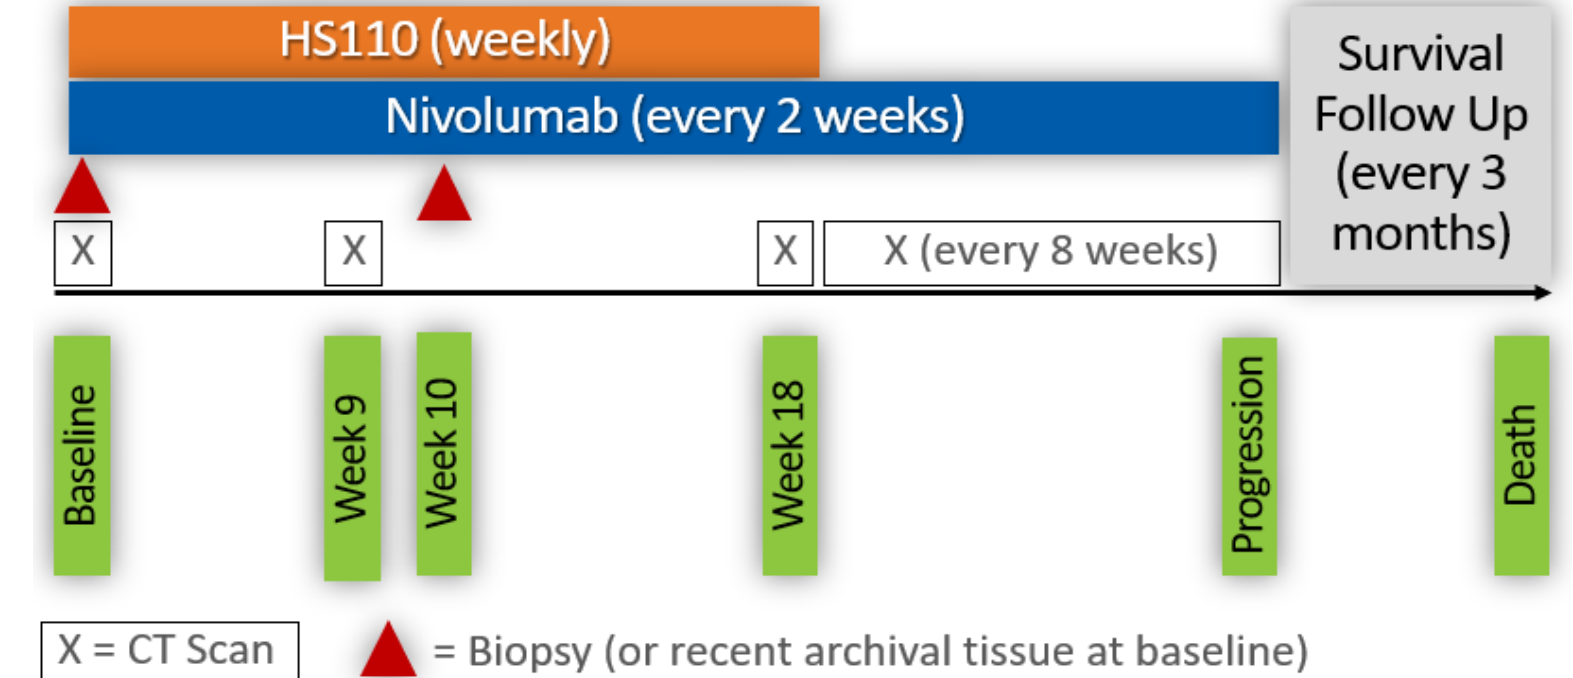 HS110 (weekly)
Nivolumab (every 2 weeks)
Survival
Follow Up
(every 3
months)
X
X
X
X (every 8 weeks)
Baseline
Week 9
Week 10
Week 18
Progression
Death
X = CT Scan
= Biopsy (or recent archival tissue at baseline)